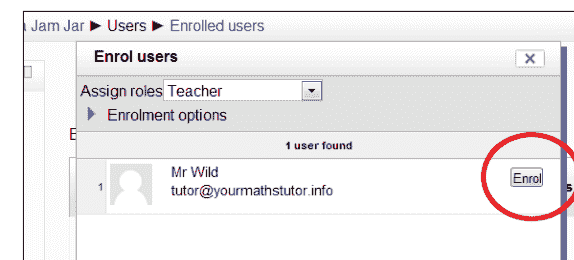 Jam Jar ► Users ► Enrolled users
Enrol users
Assign roles Teacher
Enrolment options
1 user found
1
Mr Wild
tutor@yourmathstutor.info
Enrol